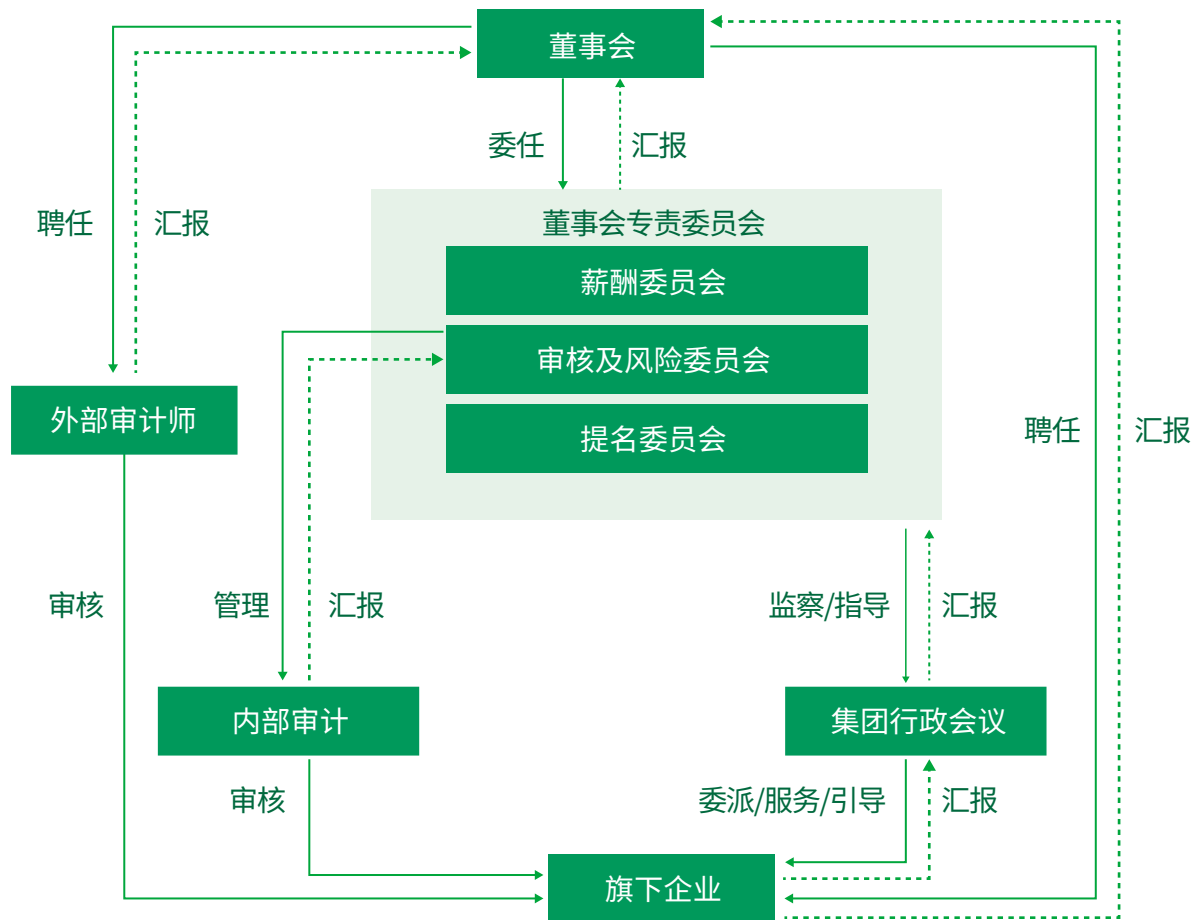 董事会
委任
汇报
聘任
汇报
董事会专责委员会
薪酬委员会
审核及风险委员会
提名委员会
外部审计师
聘任
汇报
审核
管理
汇报
监察/指导
汇报
内部审计
集团行政会议
审核
委派/服务/引导
汇报
旗下企业